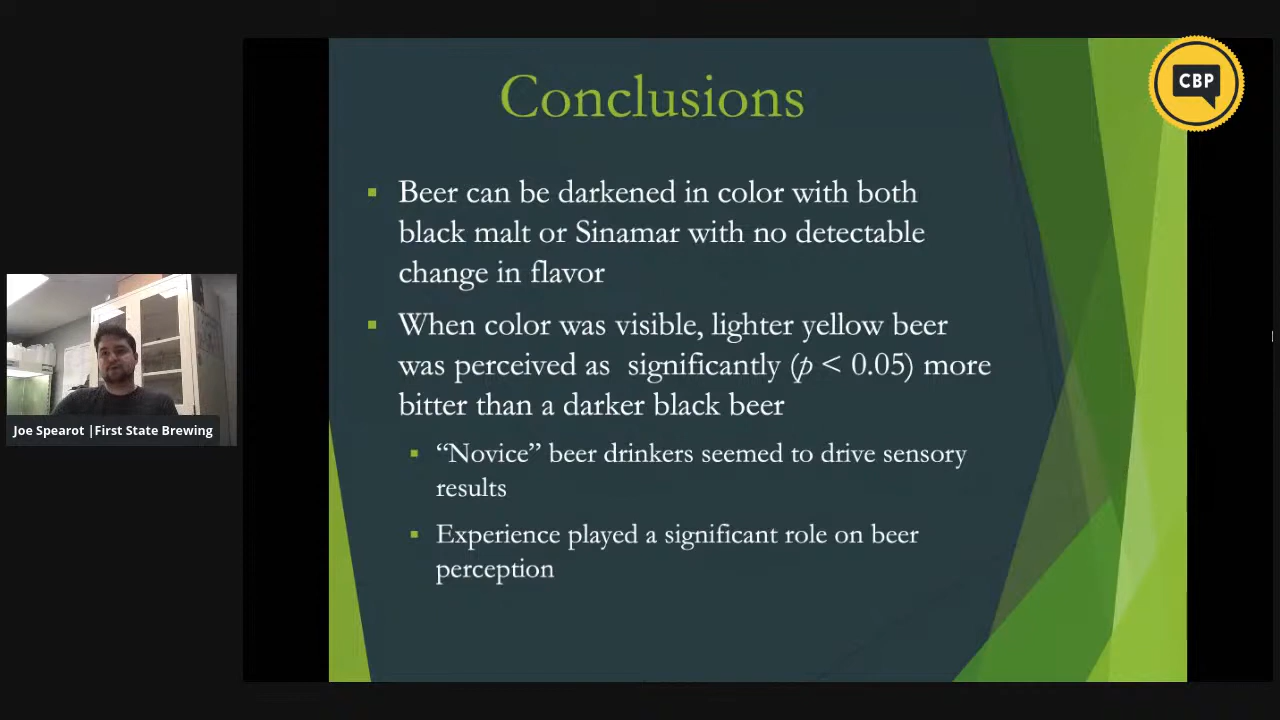 Conclusions
Beer can be darkened in color with both
black malt or Sinamar with no detectable
change in flavor
When color was visible, lighter yellow beer
was perceived as significantly (p < 0.05) more
bitter than a darker black beer
“Novice” beer drinkers seemed to drive sensory
results
Experience played a significant role on beer
perception
CBP
Joe Spearot |First State Brewing